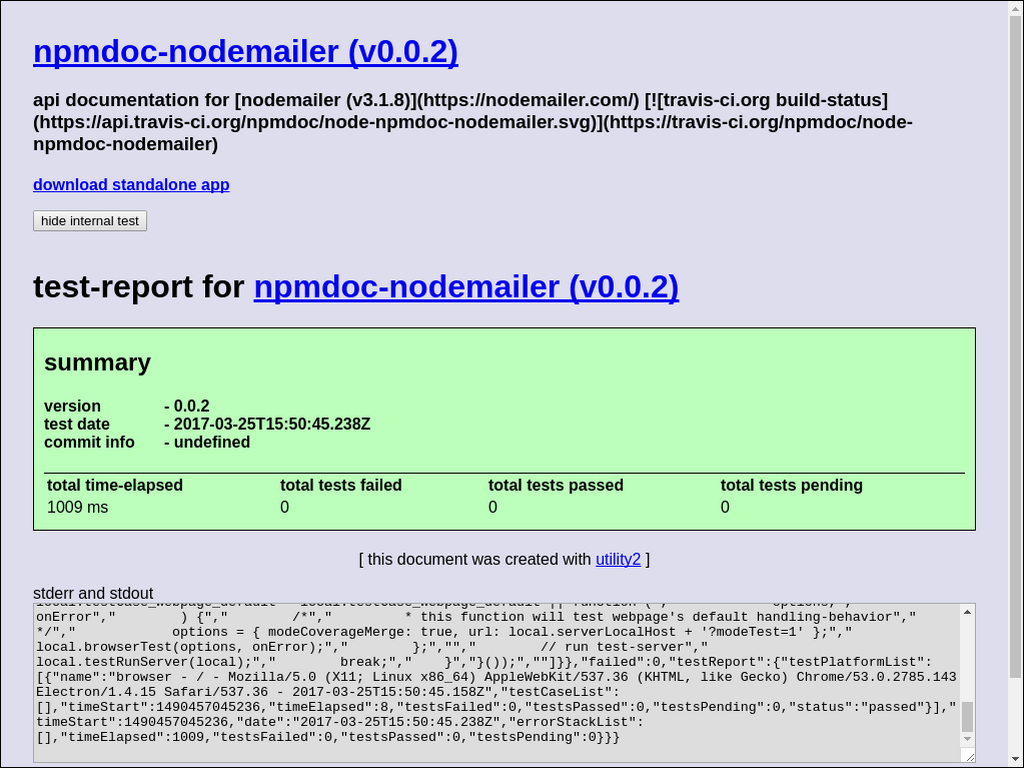 npmdoc-nodemailer (v0.0.2)
api documentation for [nodemailer (v3.1.8)](https://nodemailer.com/) [![travis-ci.org build-status]
(https://api.travis-ci.org/npmdoc/node-npmdoc-nodemailer.svg)](https://travis-ci.org/npmdoc/node-
npmdoc-nodemailer)
download standalone app
hide internal test
test-report for npmdoc-nodemailer (v0.0.2)
summary
version - 0.0.2
test date - 2017-03-25T15:50:45.238Z
commit info - undefined
total time-elapsed total tests failed total tests passed total tests pending
1009 ms 0 0 0
[ this document was created with utility2 ]
stderr and stdout
onError","        ) {","        /*","         * this function will test webpage's default handling-behavior","
*/","         options = { modeCoverageMerge: true, url: local.serverLocalHost + '?modeTest=1' };","
local.browserTest(options, onError);","        };","","        // run test-server","
local.testRunServer(local);","        break;","    }","}());",""]}},"failed":0,"testReport":{"testPlatformList":
[{"name":"browser - / - Mozilla/5.0 (X11; Linux x86_64) AppleWebKit/537.36 (KHTML, like Gecko) Chrome/53.0.2785.143
Electron/1.4.15 Safari/537.36 - 2017-03-25T15:50:45.158Z","testCaseList":
[],"timeStart":1490457045236,"timeElapsed":8,"testsFailed":0,"testsPassed":0,"testsPending":0,"status":"passed"}],"
timeStart":1490457045236,"date":"2017-03-25T15:50:45.238Z","errorStackList":
[],"timeElapsed":1009,"testsFailed":0,"testsPassed":0,"testsPending":0}}}